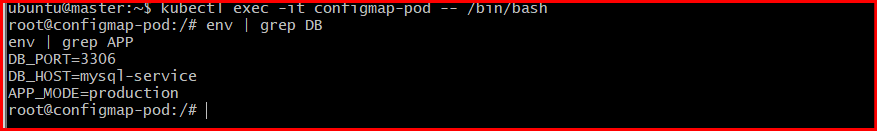 ubuntu@master:~$ kubectl exec -it configmap-pod -- /bin/bash
root@configmap-pod:/# env | grep DB
env | grep APP
DB_PORT=3306
DB_HOST=mysql-service
APP_MODE=production
root@configmap-pod:/#